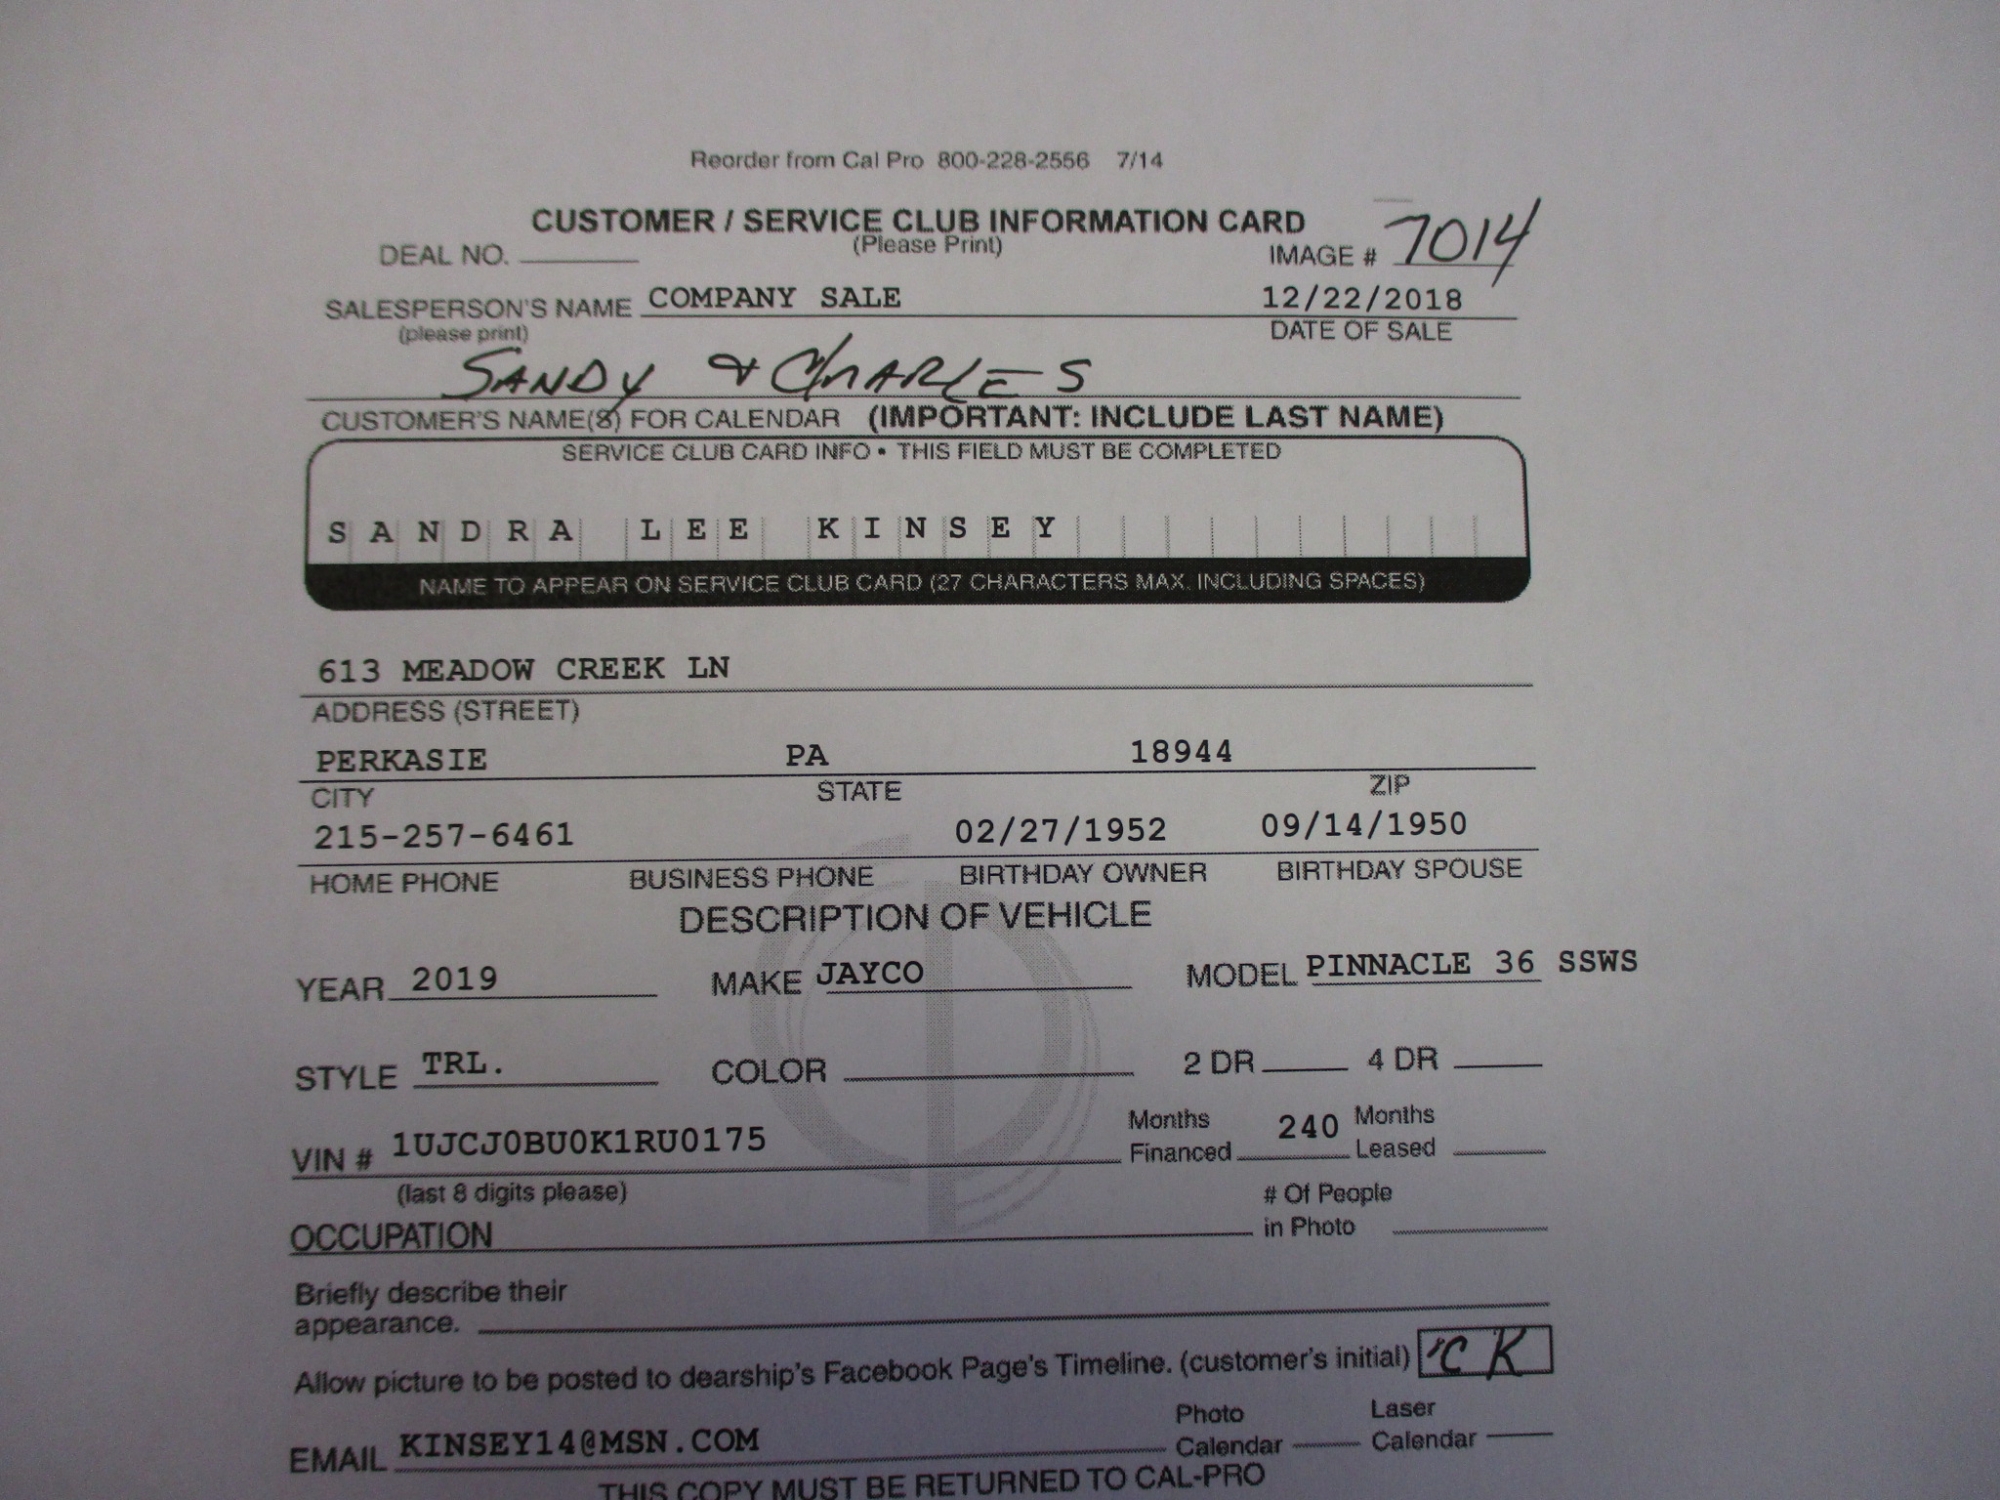 Reorder from Cal Pro 800-228-2556 7/14
CUSTOMER / SERVICE CLUB INFORMATION CARD
(Please Print)
DEAL NO. IMAGE # 7014
SALESPERSON'S NAME COMPANY SALE 12/22/2018
(please print) DATE OF SALE
SANDY & CHARLES
CUSTOMER'S NAME(S) FOR CALENDAR (IMPORTANT: INCLUDE LAST NAME)
SERVICE CLUB CARD INFO • THIS FIELD MUST BE COMPLETED
SANDRA LEE KINSEY
NAME TO APPEAR ON SERVICE CLUB CARD (27 CHARACTERS MAX. INCLUDING SPACES)
613 MEADOW CREEK LN
ADDRESS (STREET)
PERKASIE PA 18944
CITY STATE ZIP
215-257-6461 02/27/1952 09/14/1950
HOME PHONE BUSINESS PHONE BIRTHDAY OWNER BIRTHDAY SPOUSE
DESCRIPTION OF VEHICLE
YEAR 2019 MAKE JAYCO MODEL PINNACLE 36 SSWS
STYLE TRL. COLOR 2 DR 4 DR
VIN # 1UJCJ0BU0K1RU0175 Months Financed 240 Months Leased
(last 8 digits please) # Of People
OCCUPATION in Photo
Briefly describe their
appearance.
Allow picture to be posted to dearship's Facebook Page's Timeline. (customer's initial) CK
EMAIL KINSEY14@MSN.COM Photo Calendar Laser Calendar
THIS COPY MUST BE RETURNED TO CAL-PRO